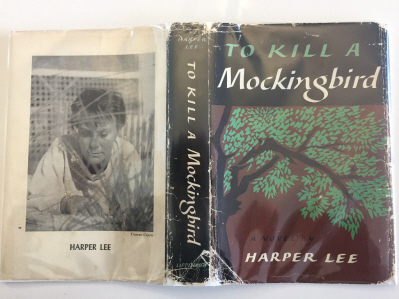 HARPER LEE
HARPER
LEE
TO KILL A
Mockingbird
TO KILL A
Mockingbird
HARPER LEE